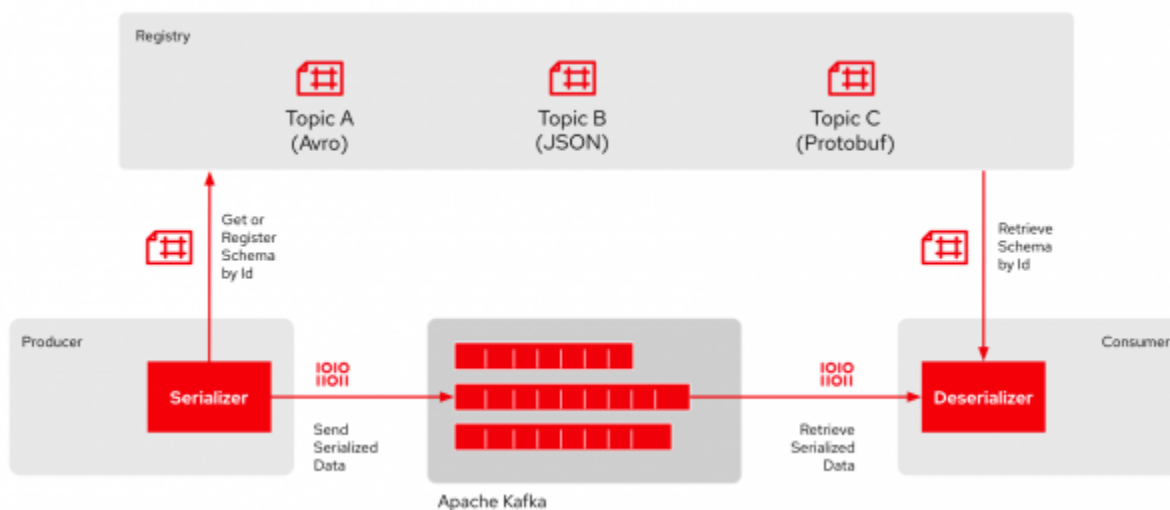 Registry
Topic A
(Avro)
Topic B
(JSON)
Topic C
(Protobuf)
Get or
Register
Schema
by Id
Retrieve
Schema
by Id
Producer
Serializer
1010
11011
Send
Serialized
Data
Apache Kafka
1010
11011
Retrieve
Serialized
Data
Consumer
Deserializer